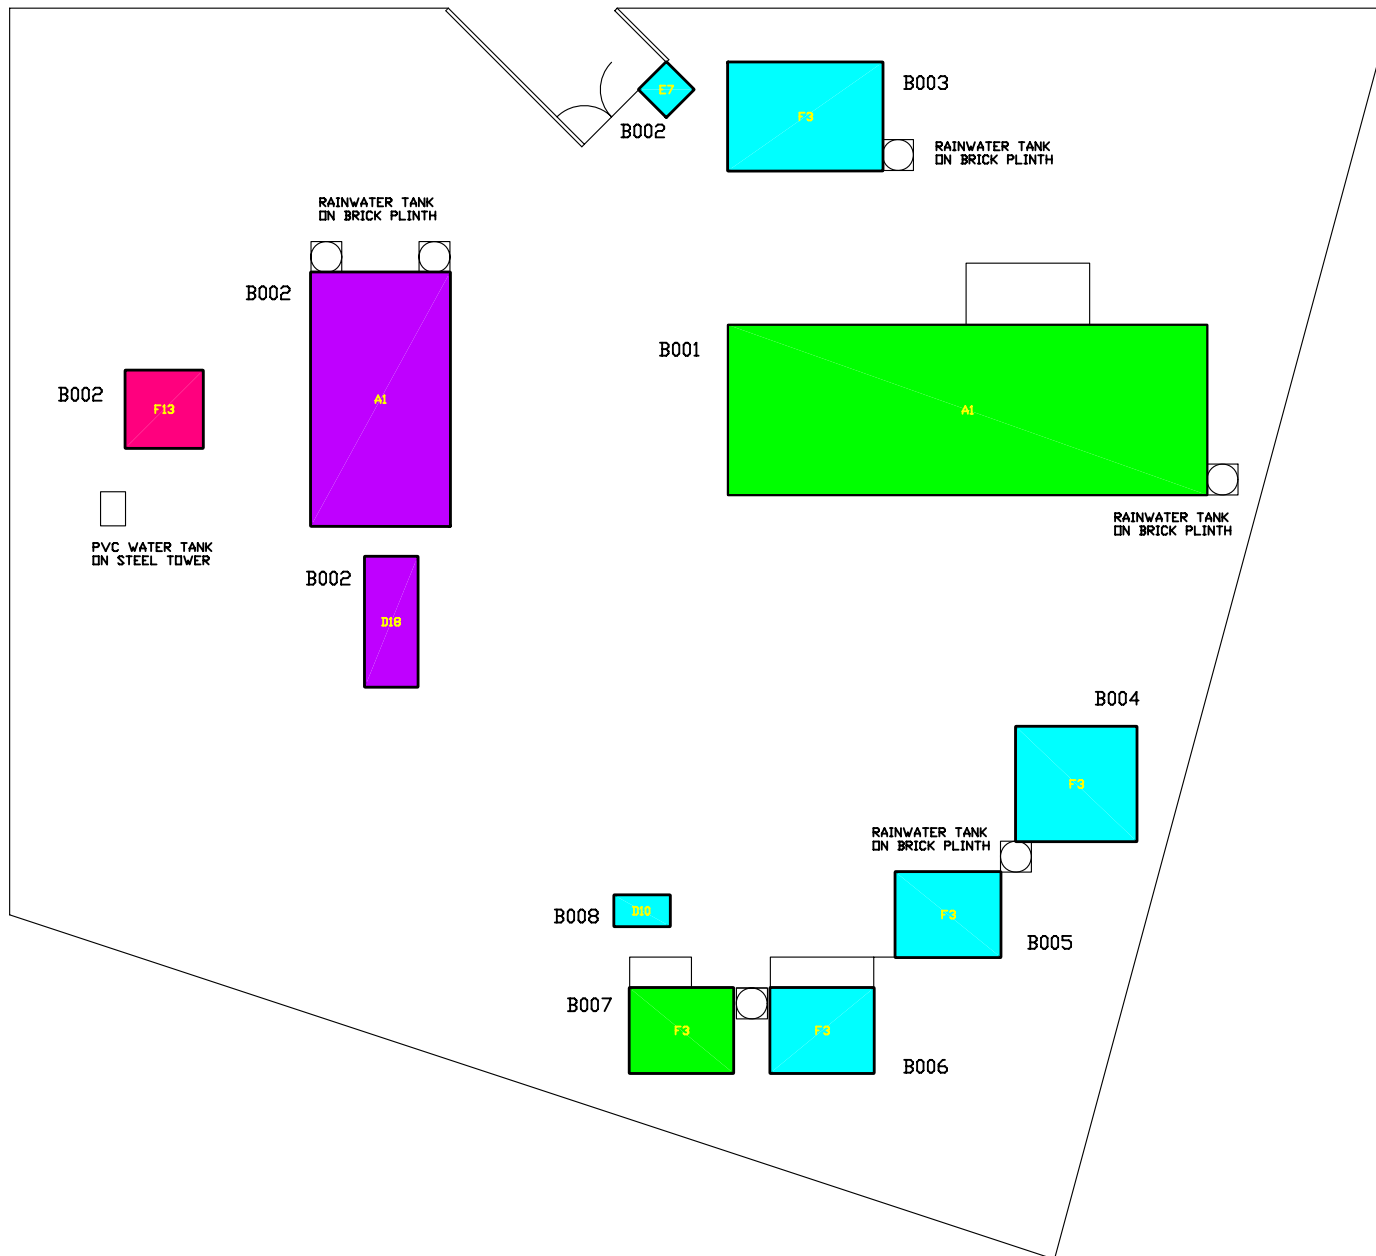 E7
B002
F3
B003
RAINWATER TANK
ON BRICK PLINTH
RAINWATER TANK
ON BRICK PLINTH
B002
A1
B001
A1
B002
F13
RAINWATER TANK
ON BRICK PLINTH
PVC WATER TANK
ON STEEL TOWER
B002
D18
B004
F3
RAINWATER TANK
ON BRICK PLINTH
B008
D10
F3
B005
B007
F3
F3
B006